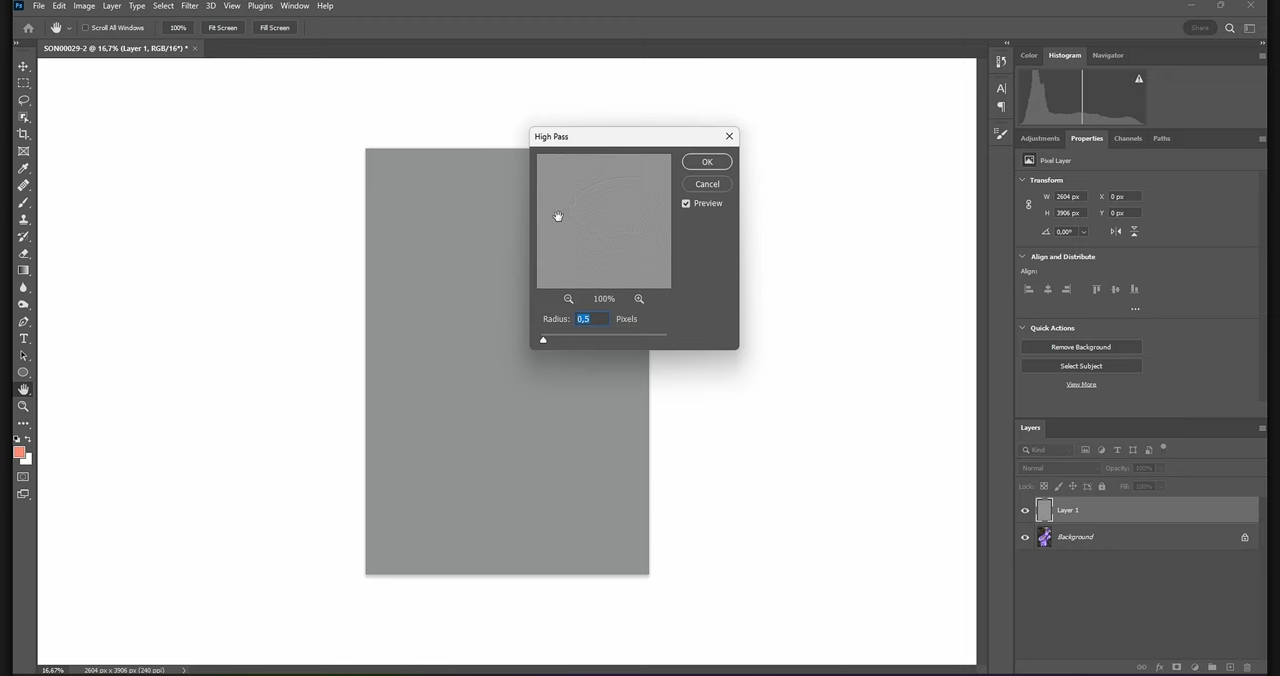 Ps File Edit Image Layer Type Select Filter 3D View Plugins Window Help
Scroll All Windows 100% Fit Screen Fill Screen Share
SON00029-2 @ 16,7% (Layer 1, RGB/16*) * ×
Color Histogram Navigator
High Pass
OK
Cancel
Preview
100%
Radius: 0,5 Pixels
Adjustments Properties Channels Paths
Pixel Layer
Transform
W 2604 px X 0 px
H 3906 px Y 0 px
0,00°
Align and Distribute
Align:
Quick Actions
Remove Background
Select Subject
View More
Layers
Kind
Normal Opacity: 100%
Lock: Fill: 100%
Layer 1
Background
16,67% 2604 px x 3906 px (240 ppi)